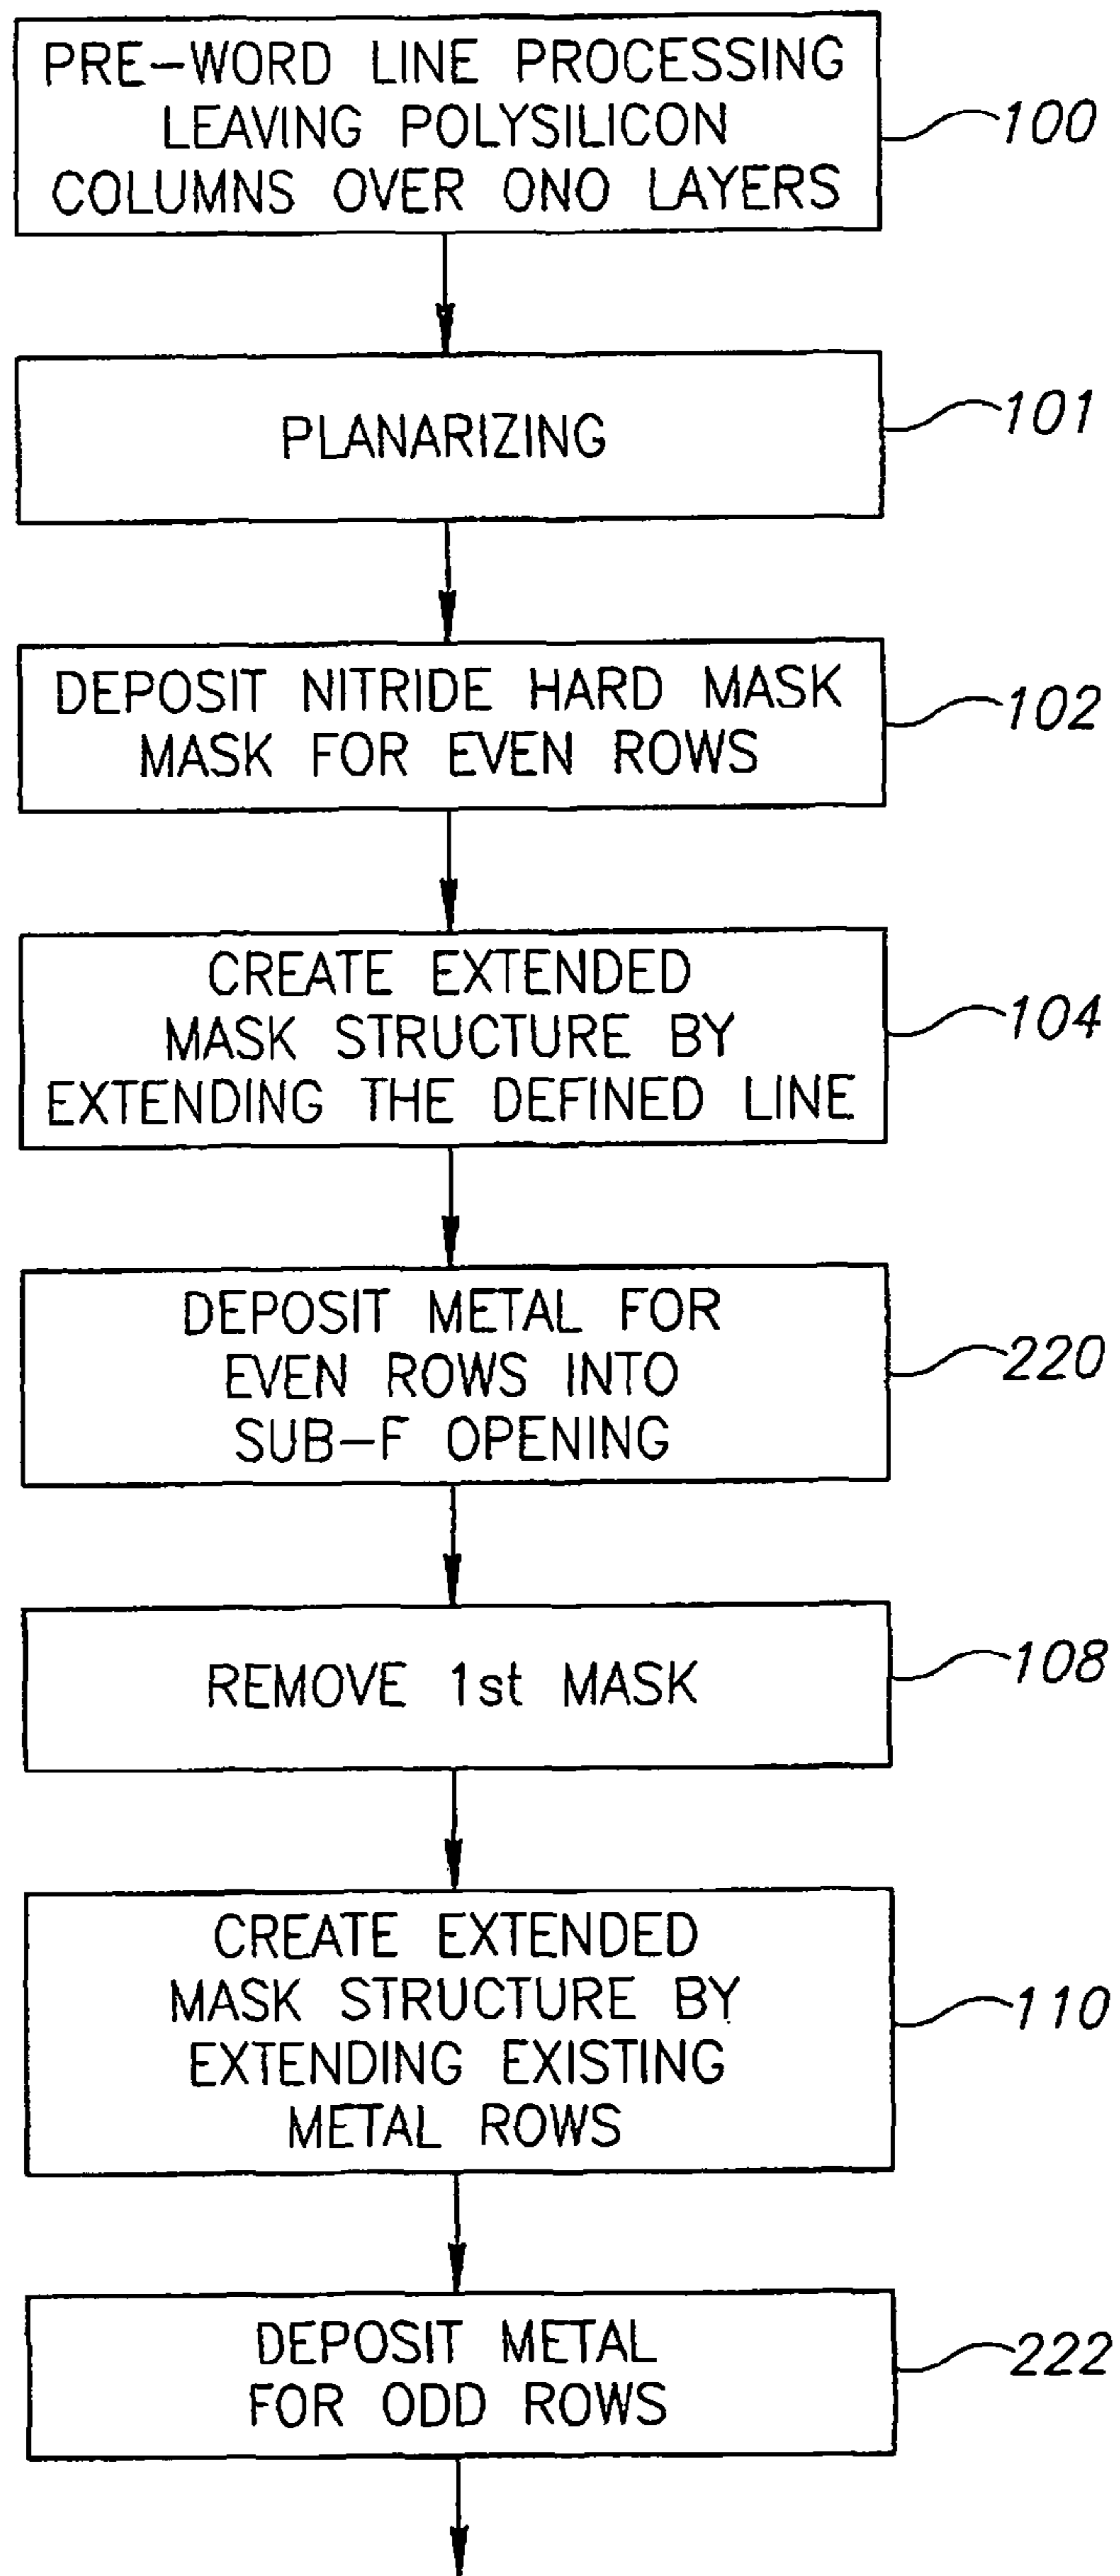 PRE-WORD LINE PROCESSING
LEAVING POLYSILICON
COLUMNS OVER ONO LAYERS
100
PLANARIZING
101
DEPOSIT NITRIDE HARD MASK
MASK FOR EVEN ROWS
102
CREATE EXTENDED
MASK STRUCTURE BY
EXTENDING THE DEFINED LINE
104
DEPOSIT METAL FOR
EVEN ROWS INTO
SUB-F OPENING
220
REMOVE 1st MASK
108
CREATE EXTENDED
MASK STRUCTURE BY
EXTENDING EXISTING
METAL ROWS
110
DEPOSIT METAL
FOR ODD ROWS
222